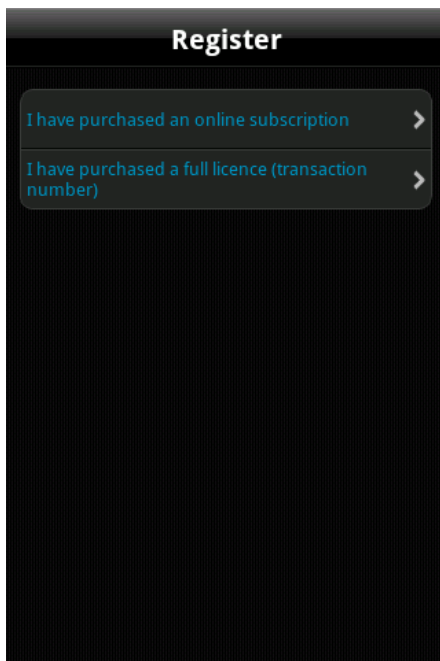 Register
I have purchased an online subscription
I have purchased a full licence (transaction
number)